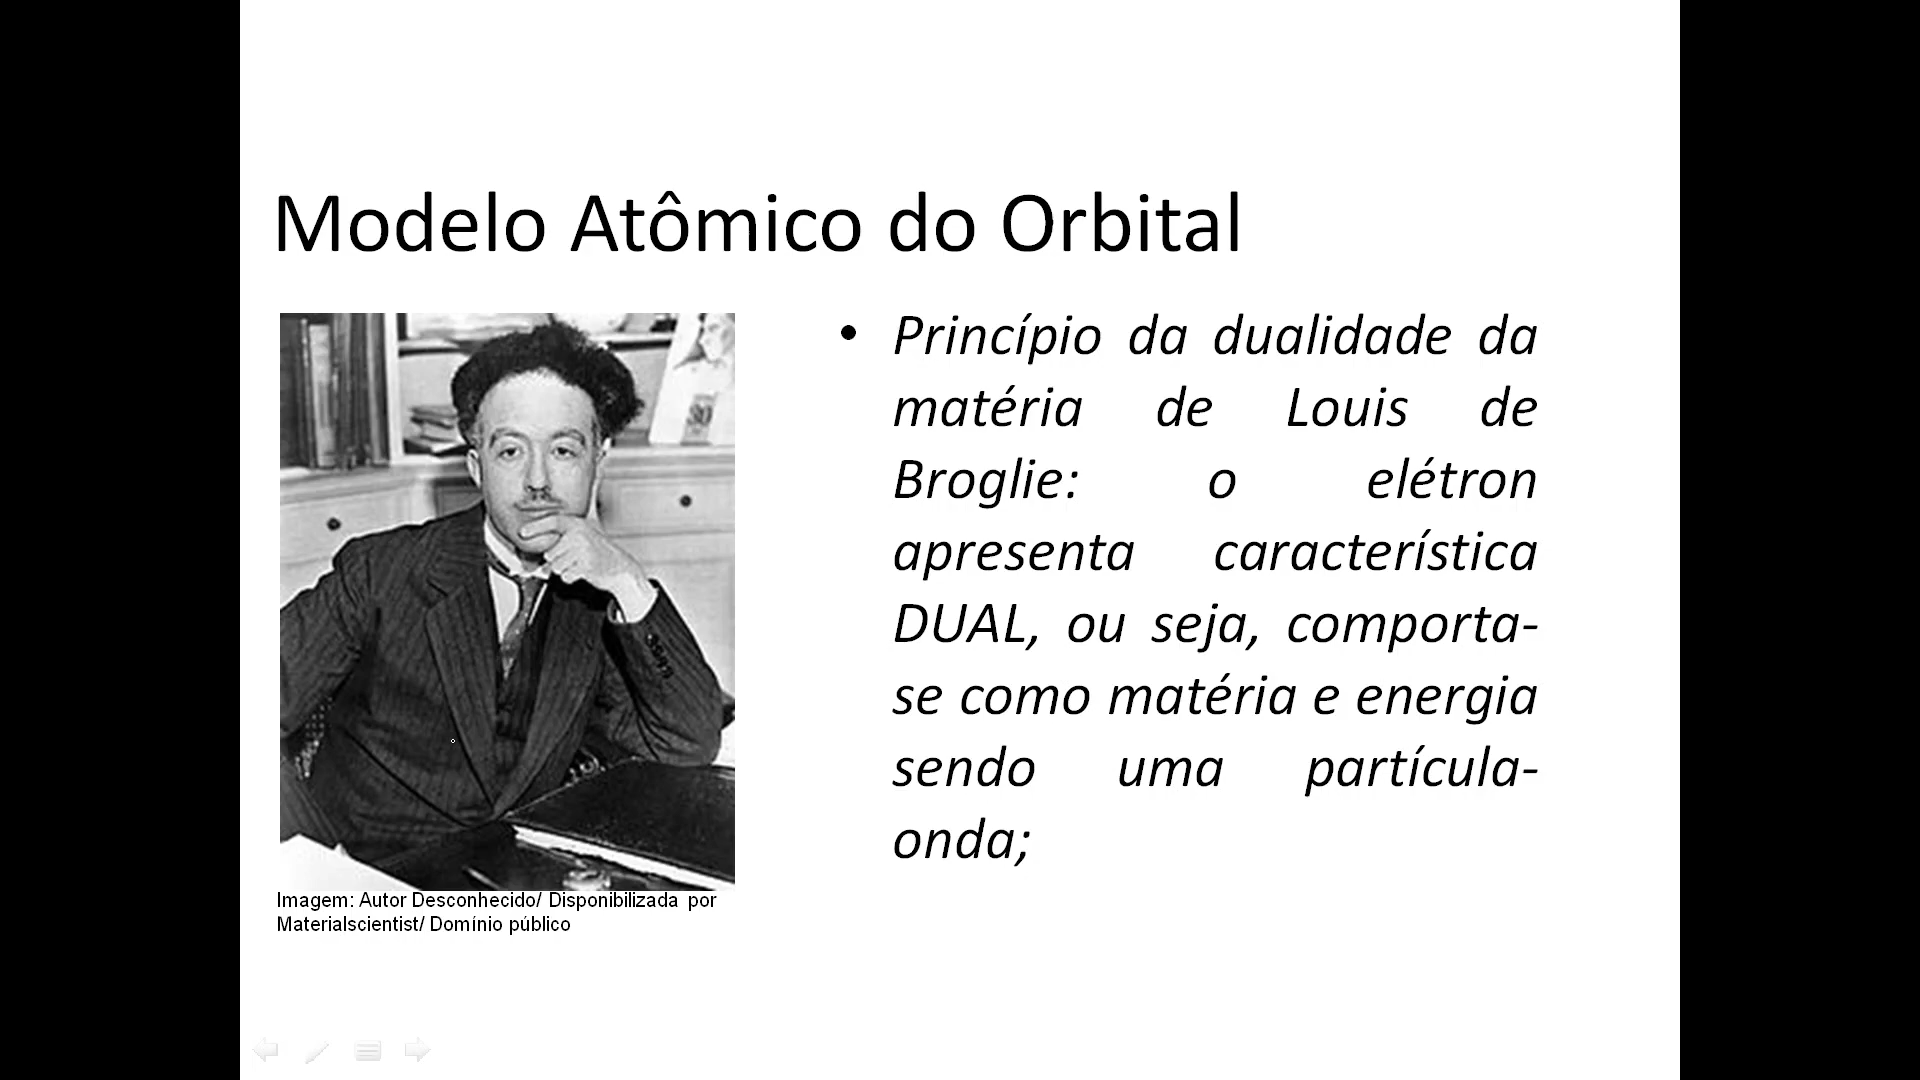 Modelo Atômico do Orbital
• Princípio da dualidade da
matéria de Louis de
Broglie: o elétron
apresenta característica
DUAL, ou seja, comporta-
se como matéria e energia
sendo uma partícula-
onda;
Imagem: Autor Desconhecido/ Disponibilizada por
Materialscientist/ Domínio público